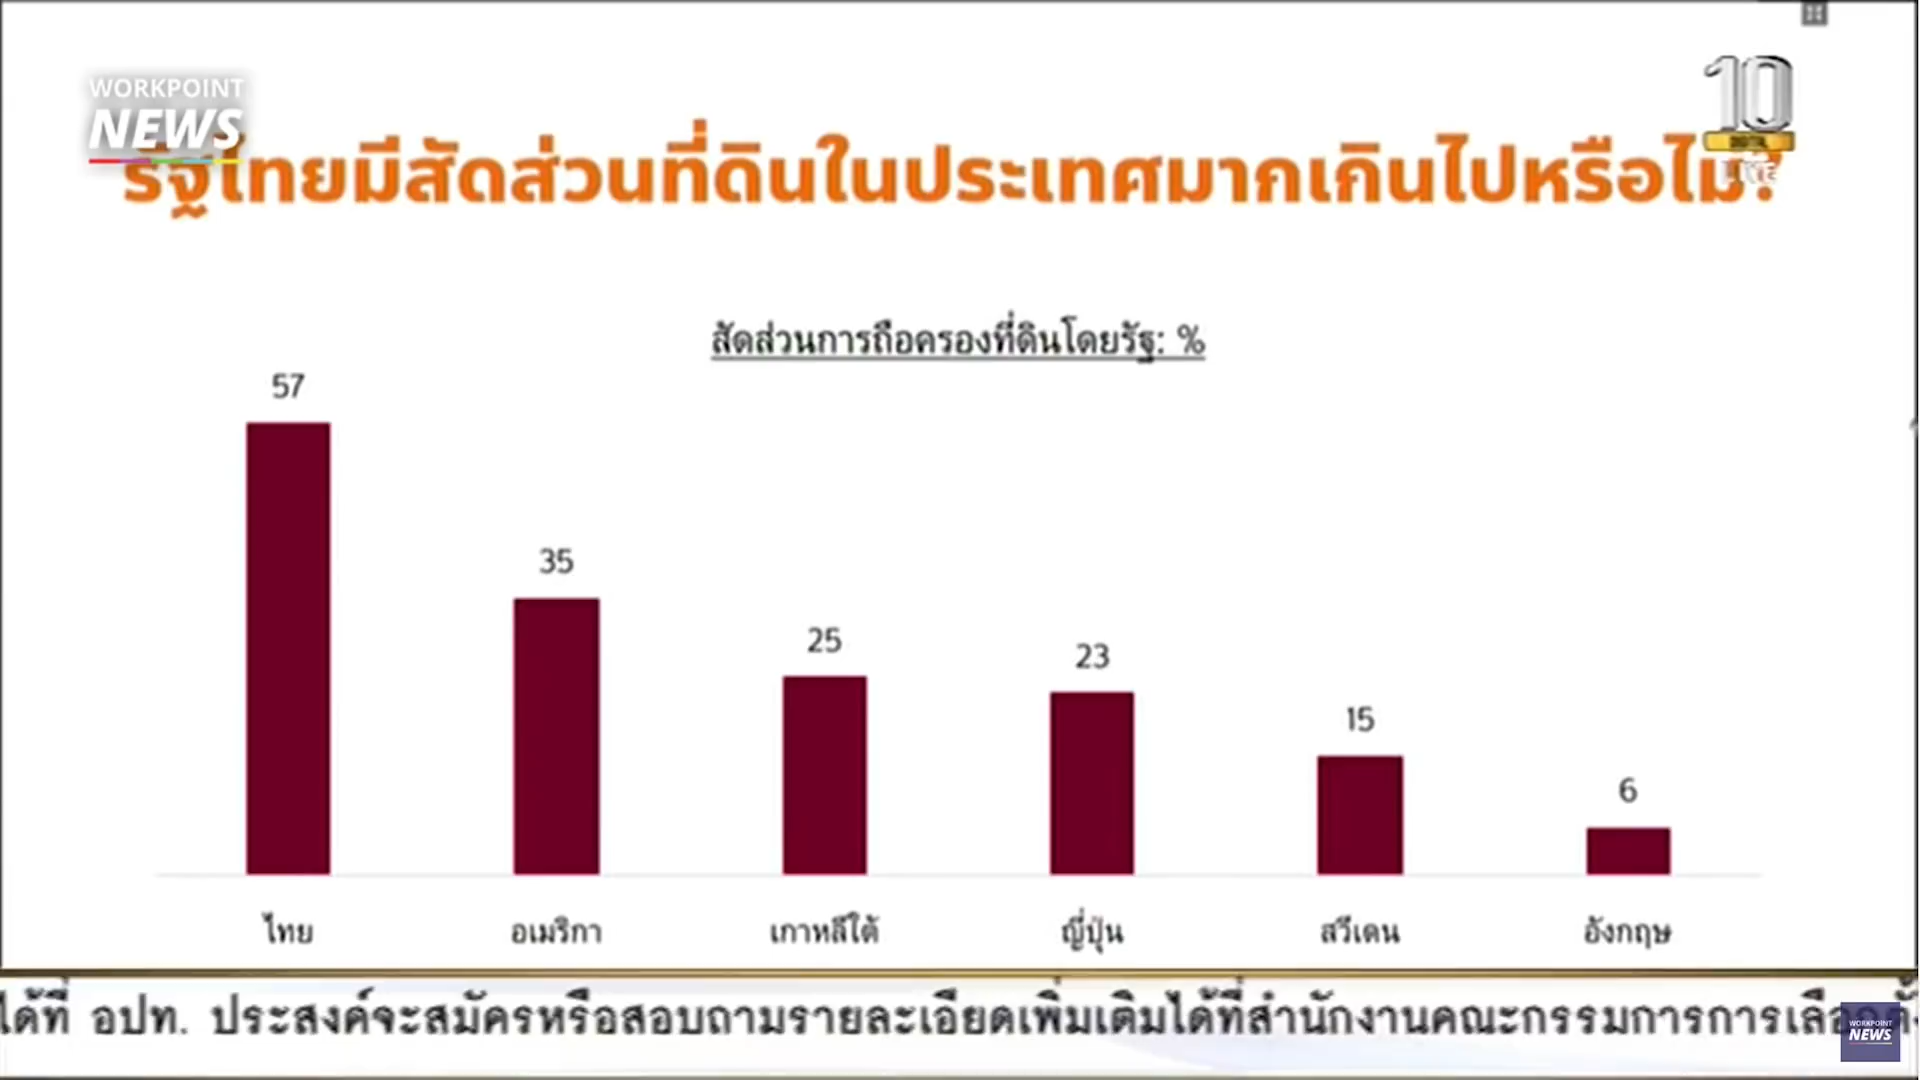 WORKPOINT
NEWS
10
รัฐไทยมีสัดส่วนที่ดินในประเทศมากเกินไปหรือไม่?
สัดส่วนการถือครองที่ดินโดยรัฐ: %
57
35
25
23
15
6
ไทย
อเมริกา
เกาหลีใต้
ญี่ปุ่น
สวีเดน
อังกฤษ
ได้ที่ อปท. ประสงค์จะสมัครหรือสอบถามรายละเอียดเพิ่มเติมได้ที่สำนักงานคณะกรรมการการ
WORKPOINT
NEWS